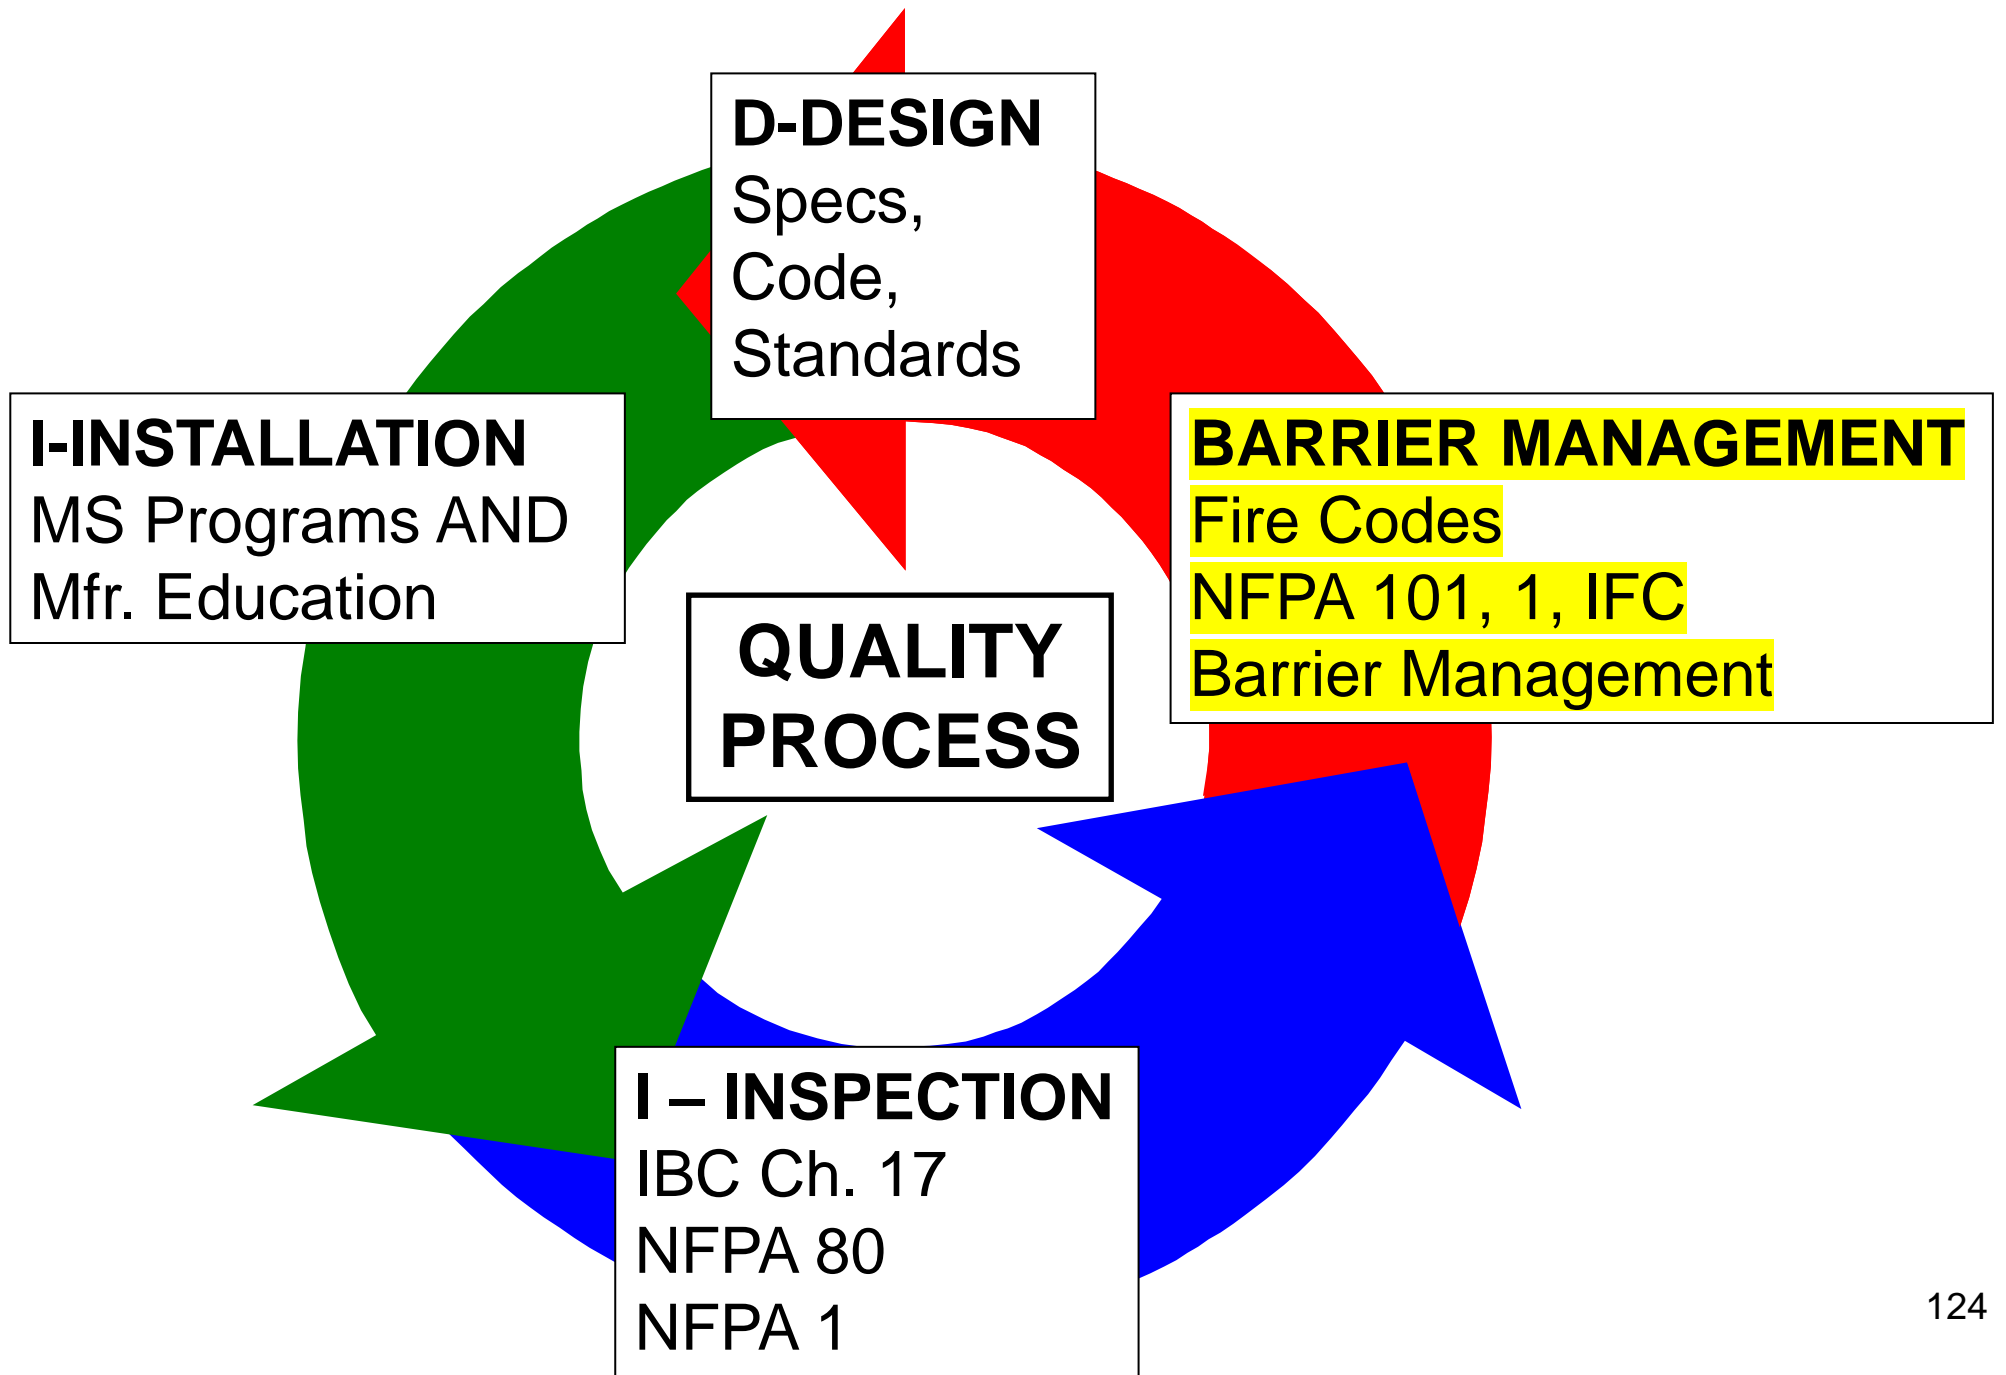 D-DESIGN
Specs,
Code,
Standards
I-INSTALLATION
MS Programs AND
Mfr. Education
BARRIER MANAGEMENT
Fire Codes
NFPA 101, 1, IFC
Barrier Management
QUALITY
PROCESS
I – INSPECTION
IBC Ch. 17
NFPA 80
NFPA 1
124